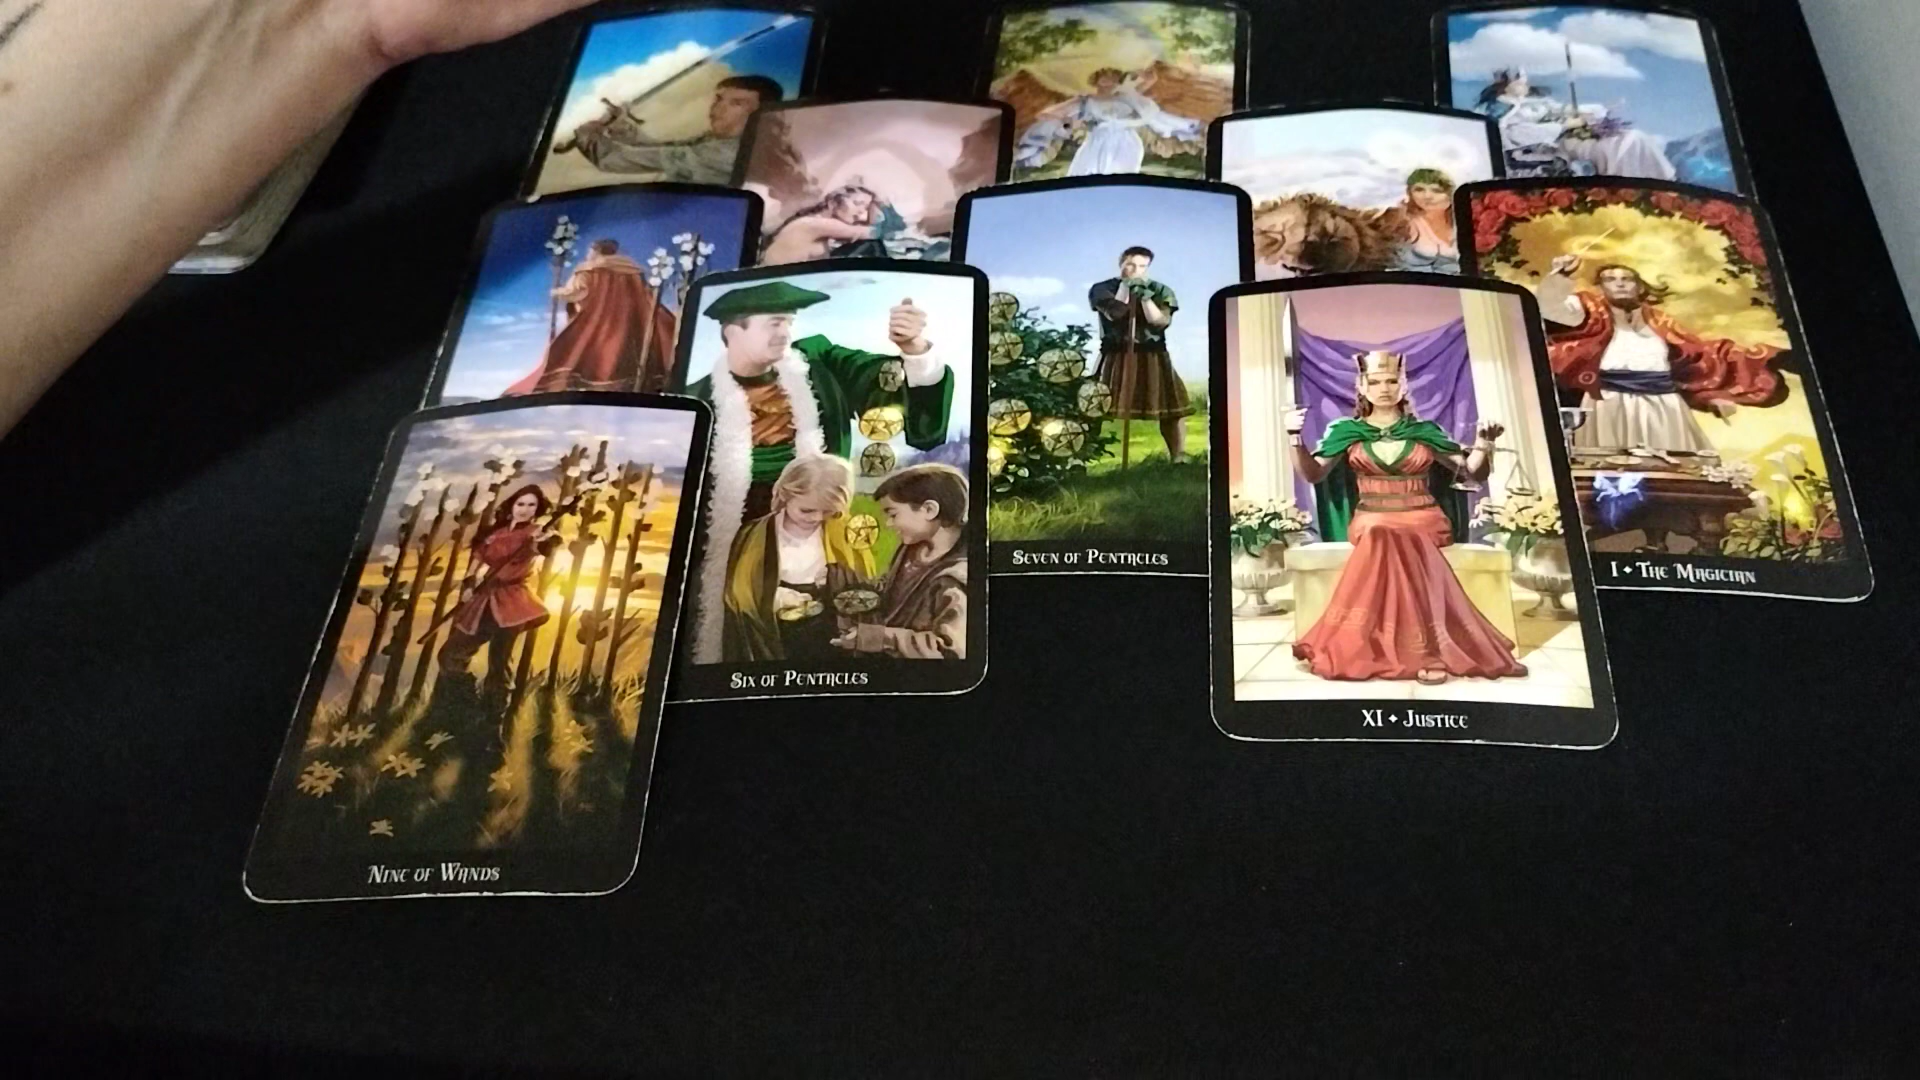 Seven of Pentacles
I ✦ The Magician
Six of Pentacles
XI ✦ Justice
Nine of Wands